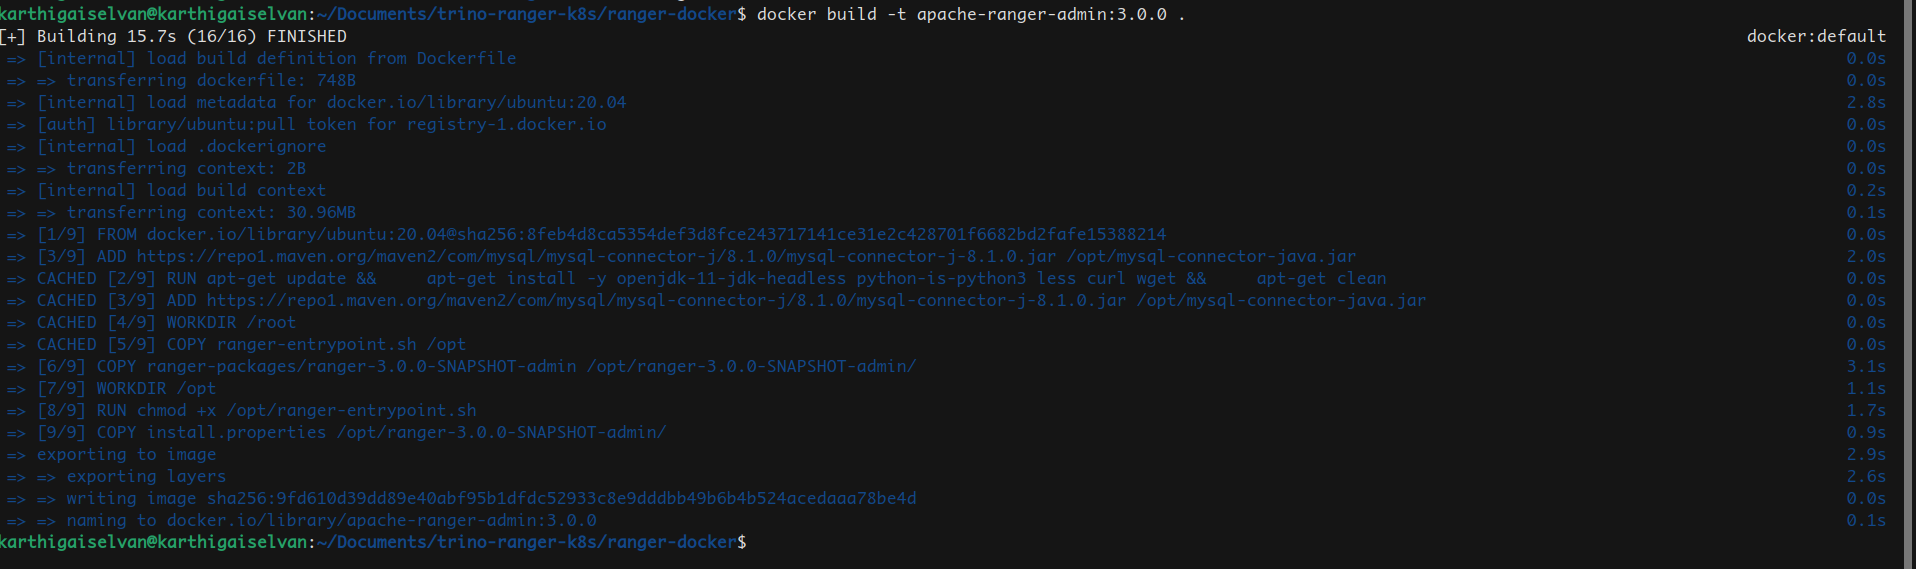 karthigaiselvan@karthigaiselvan:~/Documents/trino-ranger-k8s/ranger-docker$ docker build -t apache-ranger-admin:3.0.0 .
[+] Building 15.7s (16/16) FINISHED docker:default
=> [internal] load build definition from Dockerfile 0.0s
=> => transferring dockerfile: 748B 0.0s
=> [internal] load metadata for docker.io/library/ubuntu:20.04 2.8s
=> [auth] library/ubuntu:pull token for registry-1.docker.io 0.0s
=> [internal] load .dockerignore 0.0s
=> => transferring context: 2B 0.0s
=> [internal] load build context 0.2s
=> => transferring context: 30.96MB 0.1s
=> [1/9] FROM docker.io/library/ubuntu:20.04@sha256:8feb4d8ca5354def3d8fce243717141ce31e2c428701f6682bd2fafe15388214 0.0s
=> [3/9] ADD https://repo1.maven.org/maven2/com/mysql/mysql-connector-j/8.1.0/mysql-connector-j-8.1.0.jar /opt/mysql-connector-java.jar 2.0s
=> CACHED [2/9] RUN apt-get update &&     apt-get install -y openjdk-11-jdk-headless python-is-python3 less curl wget &&     apt-get clean 0.0s
=> CACHED [3/9] ADD https://repo1.maven.org/maven2/com/mysql/mysql-connector-j/8.1.0/mysql-connector-j-8.1.0.jar /opt/mysql-connector-java.jar 0.0s
=> CACHED [4/9] WORKDIR /root 0.0s
=> CACHED [5/9] COPY ranger-entrypoint.sh /opt 0.0s
=> [6/9] COPY ranger-packages/ranger-3.0.0-SNAPSHOT-admin /opt/ranger-3.0.0-SNAPSHOT-admin/ 3.1s
=> [7/9] WORKDIR /opt 1.1s
=> [8/9] RUN chmod +x /opt/ranger-entrypoint.sh 1.7s
=> [9/9] COPY install.properties /opt/ranger-3.0.0-SNAPSHOT-admin/ 0.9s
=> exporting to image 2.9s
=> => exporting layers 2.6s
=> => writing image sha256:9fd610d39dd89e40abf95b1dfdc52933c8e9dddbb49b6b4b524acedaaa78be4d 0.0s
=> => naming to docker.io/library/apache-ranger-admin:3.0.0 0.1s
karthigaiselvan@karthigaiselvan:~/Documents/trino-ranger-k8s/ranger-docker$